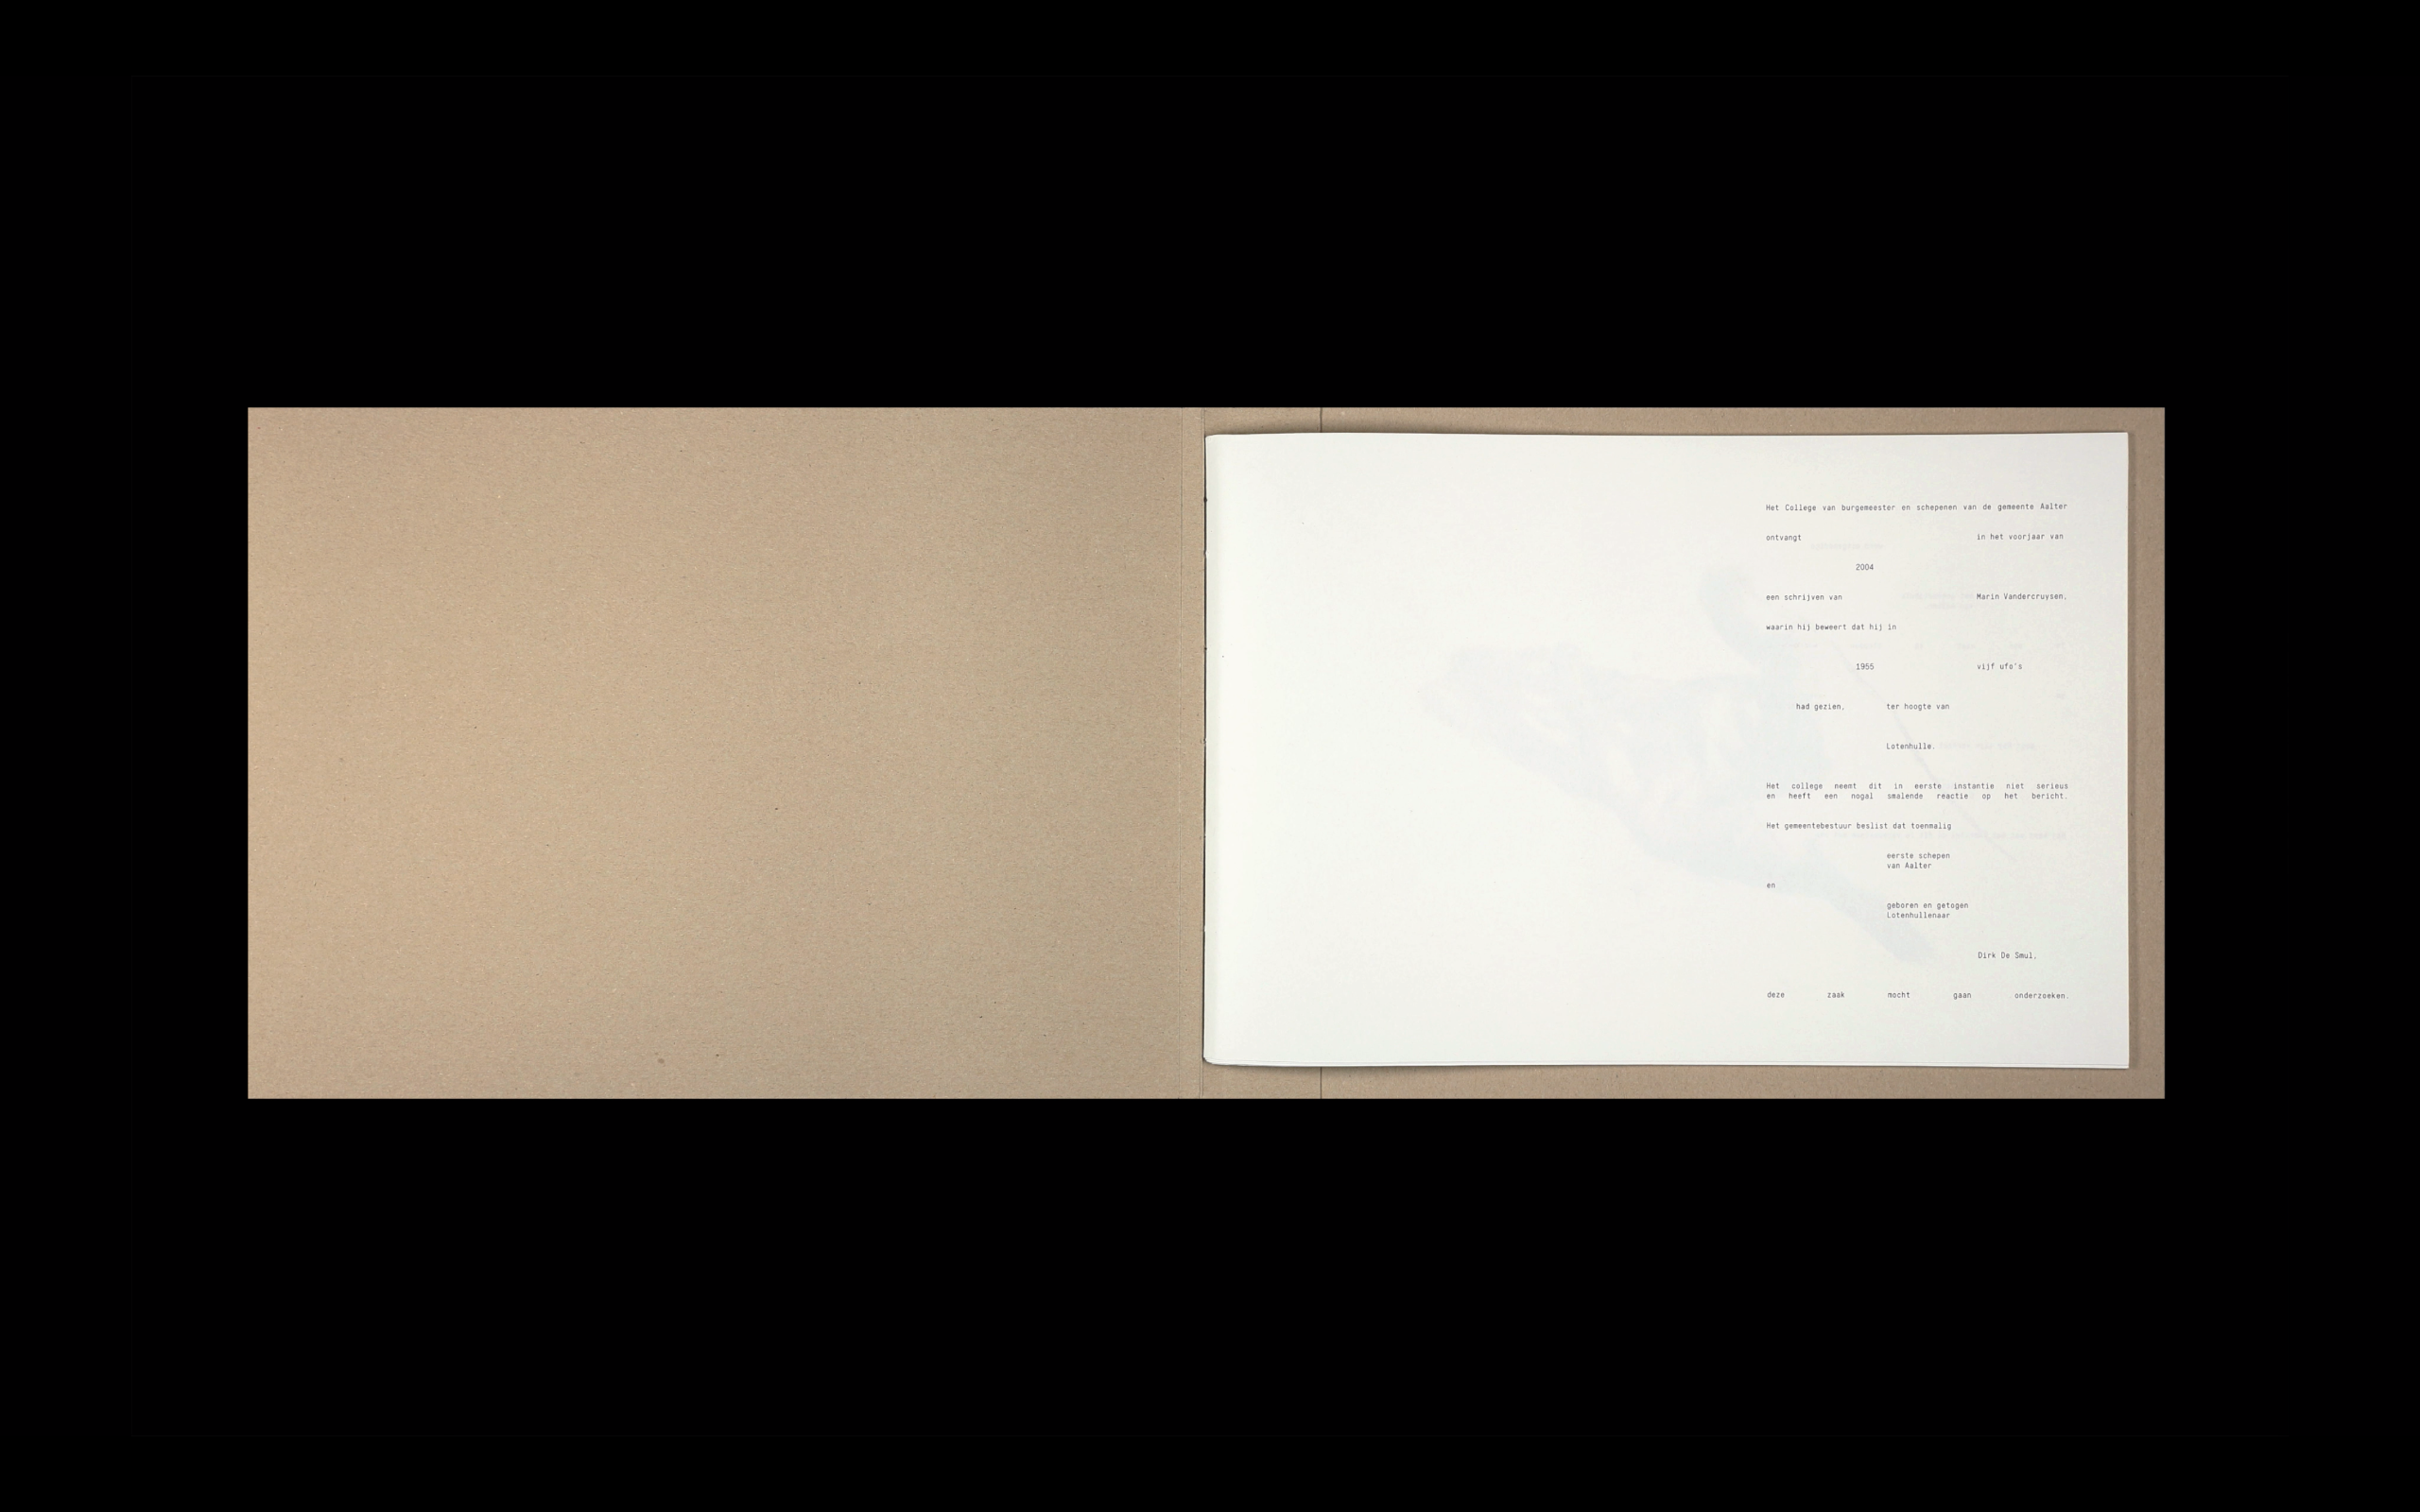 Het College van burgemeester en schepenen van de gemeente Aalter
ontvangt in het voorjaar van
2004
een schrijven van Marin Vandercruysen,
waarin hij beweert dat hij in
1955 vijf ufo's
had gezien, ter hoogte van
Lotenhulle.
Het college neemt dit in eerste instantie niet serieus
en heeft een nogal smalende reactie op het bericht.
Het gemeentebestuur beslist dat toenmalig
eerste schepen
van Aalter
en
geboren en getogen
Lotenhullenaar
Dirk De Smul,
deze zaak mocht gaan onderzoeken.